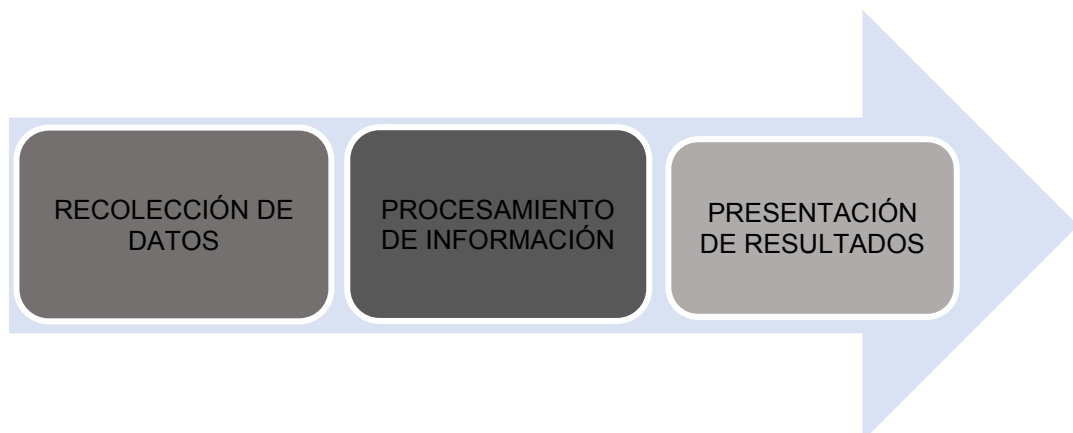 RECOLECCIÓN DE
DATOS
PROCESAMIENTO
DE INFORMACIÓN
PRESENTACIÓN
DE RESULTADOS